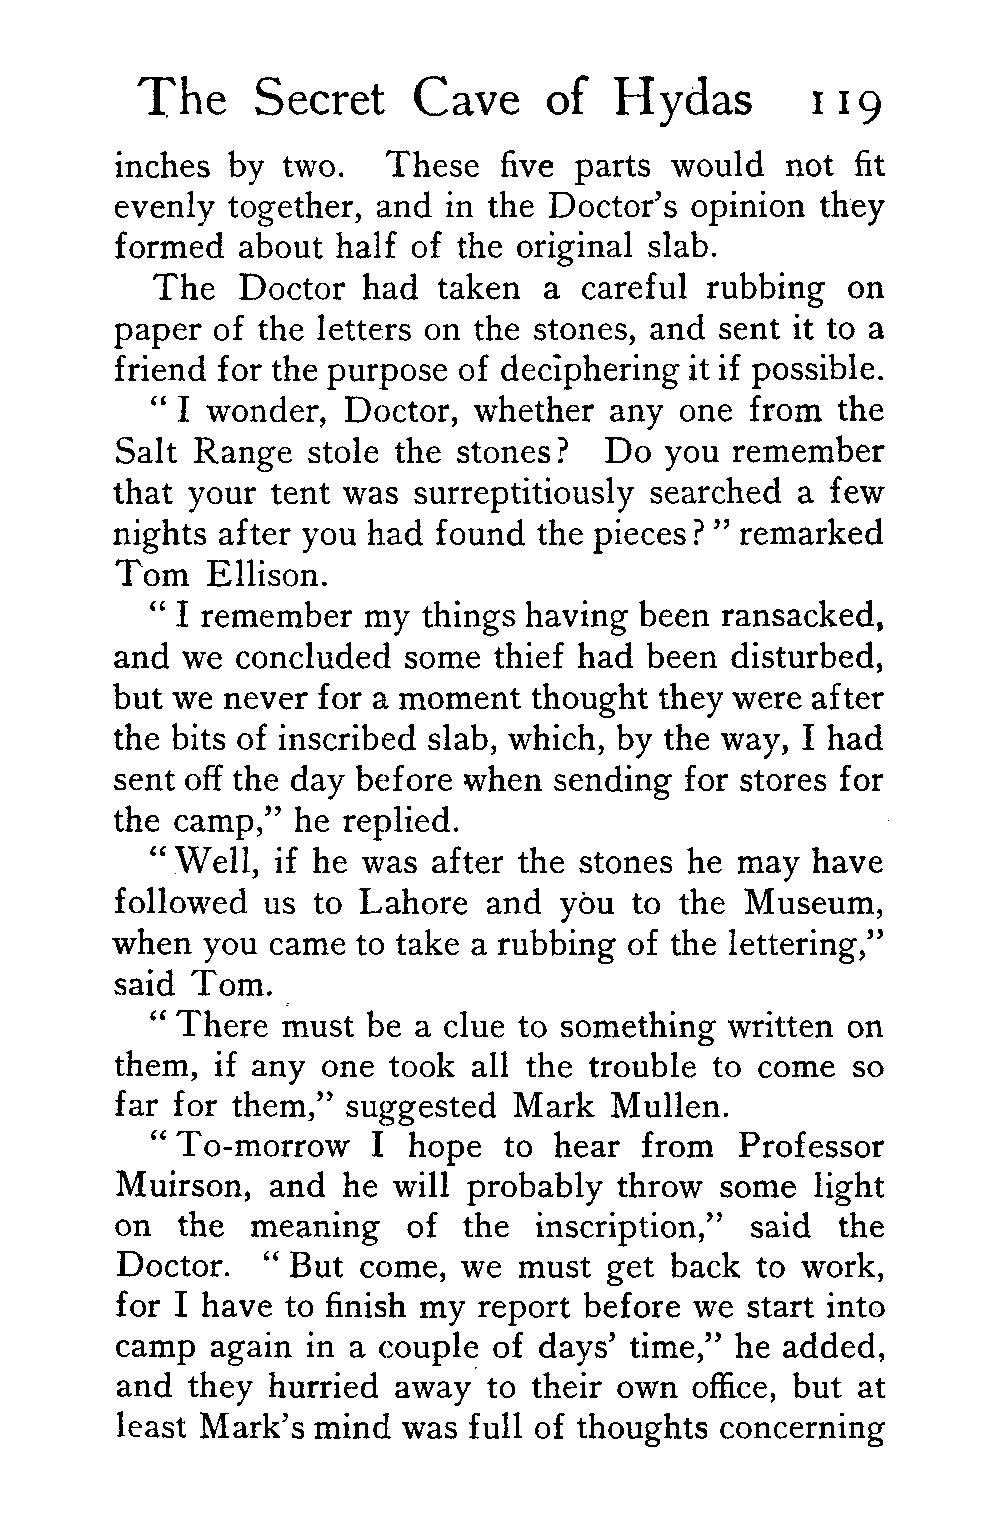 The Secret Cave of Hydas 119
inches by two. These five parts would not fit
evenly together, and in the Doctor's opinion they
formed about half of the original slab.
The Doctor had taken a careful rubbing on
paper of the letters on the stones, and sent it to a
friend for the purpose of deciphering it if possible.
“ I wonder, Doctor, whether any one from the
Salt Range stole the stones? Do you remember
that your tent was surreptitiously searched a few
nights after you had found the pieces? ” remarked
Tom Ellison.
“ I remember my things having been ransacked,
and we concluded some thief had been disturbed,
but we never for a moment thought they were after
the bits of inscribed slab, which, by the way, I had
sent off the day before when sending for stores for
the camp,” he replied.
“ Well, if he was after the stones he may have
followed us to Lahore and you to the Museum,
when you came to take a rubbing of the lettering,”
said Tom.
“ There must be a clue to something written on
them, if any one took all the trouble to come so
far for them,” suggested Mark Mullen.
“ To-morrow I hope to hear from Professor
Muirson, and he will probably throw some light
on the meaning of the inscription,” said the
Doctor. “ But come, we must get back to work,
for I have to finish my report before we start into
camp again in a couple of days' time,” he added,
and they hurried away to their own office, but at
least Mark's mind was full of thoughts concerning